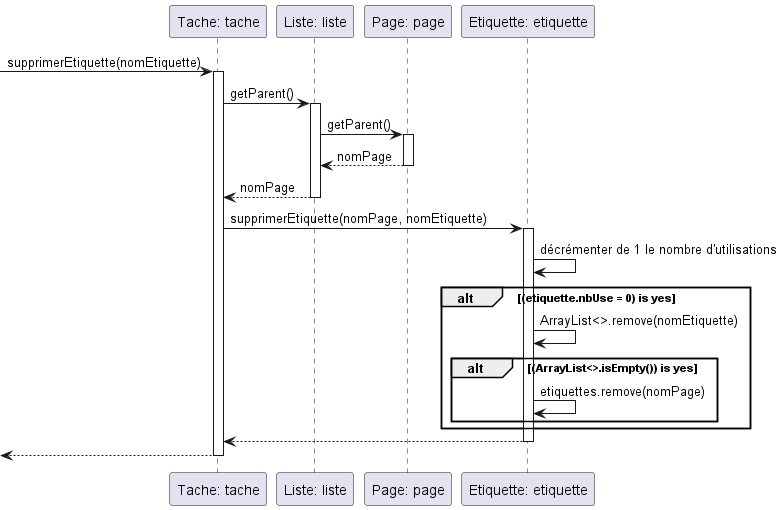 Tache: tache
Liste: liste
Page: page
Etiquette: etiquette
supprimerEtiquette(nomEtiquette)
getParent()
getParent()
nomPage
nomPage
supprimerEtiquette(nomPage, nomEtiquette)
décrémenter de 1 le nombre d'utilisations
alt [(etiquette.nbUse = 0) is yes]
ArrayList<>.remove(nomEtiquette)
alt [(ArrayList<>.isEmpty()) is yes]
etiquettes.remove(nomPage)
Tache: tache
Liste: liste
Page: page
Etiquette: etiquette